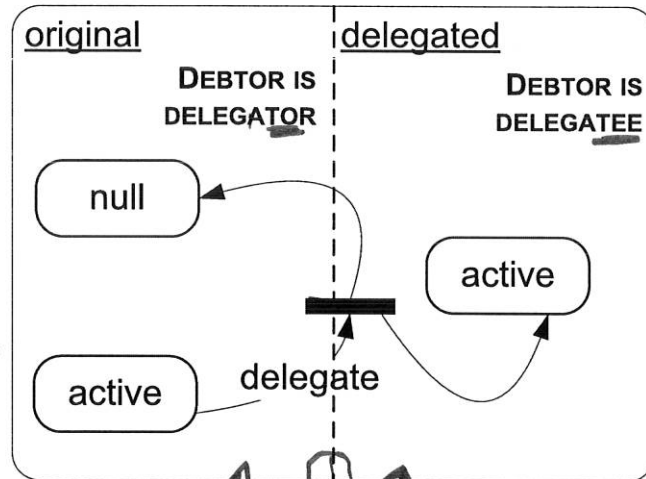 original
delegated
DEBTOR IS
DELEGATOR
DEBTOR IS
DELEGATEE
null
active
delegate
active